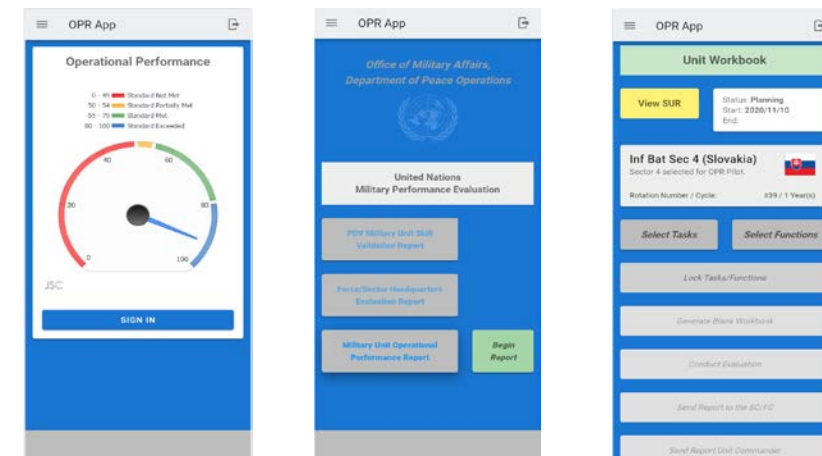 OPR App
Operational Performance
0 - 49 Standard Not Met
50 - 54 Standard Partially Met
55 - 79 Standard Met
80 - 100 Standard Exceeded
40
60
20
80
0
100
JSC
SIGN IN
OPR App
Office of Military Affairs,
Department of Peace Operations
United Nations
Military Performance Evaluation
PDV Military Unit Skill
Validation Report
Force/Sector Headquarters
Evaluation Report
Military Unit Operational
Performance Report
Begin
Report
OPR App
Unit Workbook
View SUR
Status: Planning
Start: 2020/11/10
End:
Inf Bat Sec 4 (Slovakia)
Sector 4 selected for OPR Pilot.
Rotation Number / Cycle: #39 / 1 Year(s)
Select Tasks
Select Functions
Lock Tasks/Functions
Generate Blank Workbook
Conduct Evaluation
Send Report to the SC/FC
Send Report Unit Commander